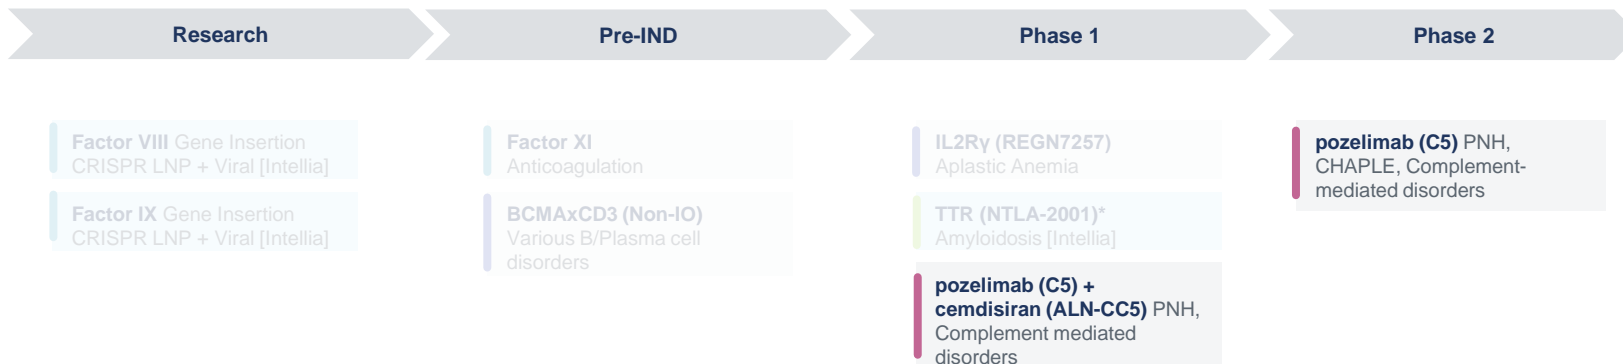 Research
Pre-IND
Phase 1
Phase 2
Factor VIII Gene Insertion
CRISPR LNP + Viral [Intellia]
Factor IX Gene Insertion
CRISPR LNP + Viral [Intellia]
Factor XI
Anticoagulation
BCMAxCD3 (Non-IO)
Various B/Plasma cell
disorders
IL2Rγ (REGN7257)
Aplastic Anemia
TTR (NTLA-2001)*
Amyloidosis [Intellia]
pozelimab (C5) +
cemdisiran (ALN-CC5) PNH,
Complement mediated
disorders
pozelimab (C5) PNH,
CHAPLE, Complement-
mediated disorders